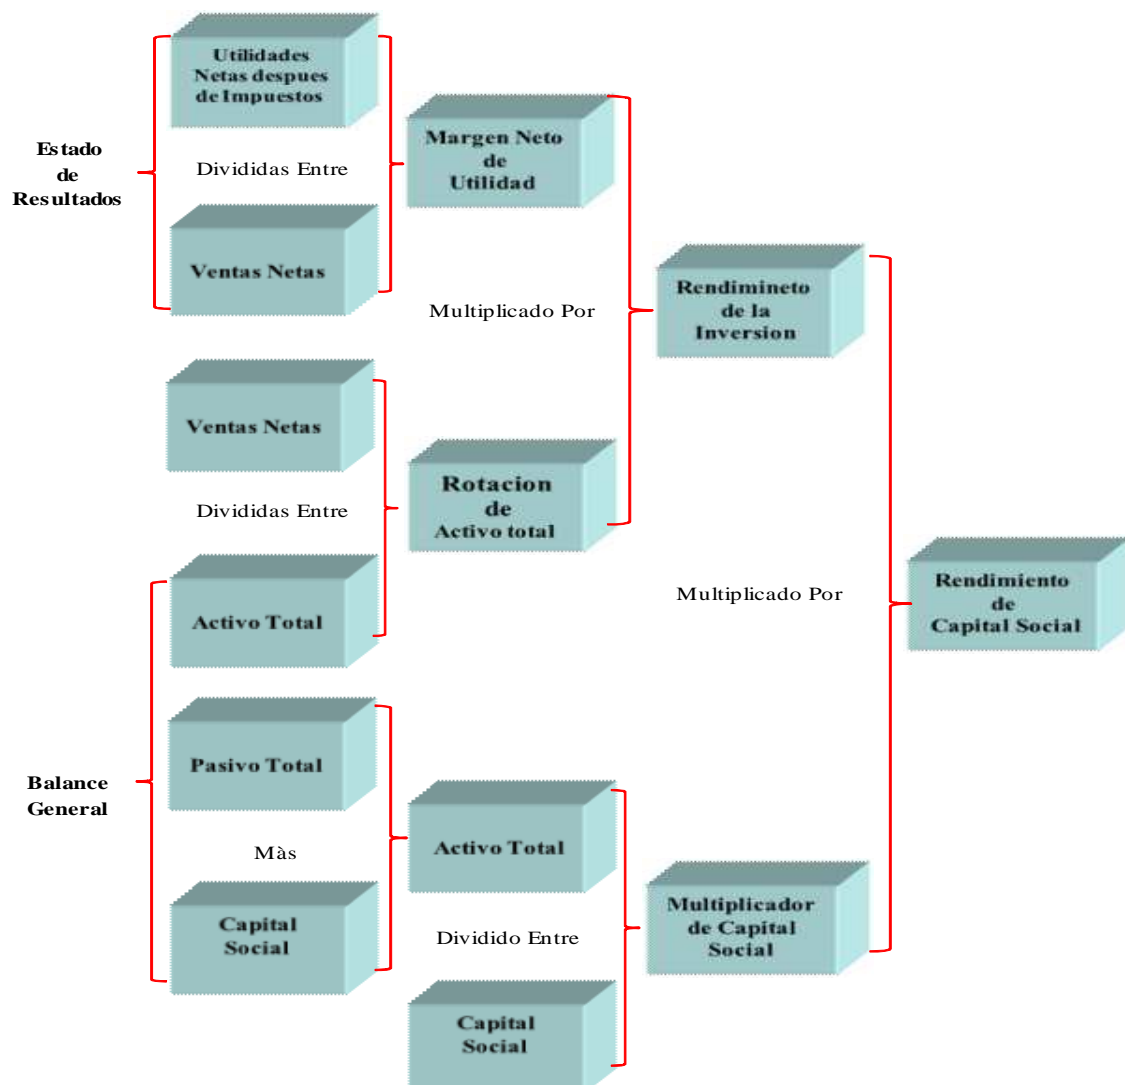 Utilidades
Netas despues
de Impuestos
Estado
de
Resultados
Divididas Entre
Margen Neto
de
Utilidad
Ventas Netas
Multiplicado Por
Rendimineto
de la
Inversion
Ventas Netas
Divididas Entre
Rotacion
de
Activo total
Activo Total
Multiplicado Por
Rendimiento
de
Capital Social
Pasivo Total
Balance
General
Màs
Activo Total
Capital
Social
Dividido Entre
Multiplicador
de Capital
Social
Capital
Social